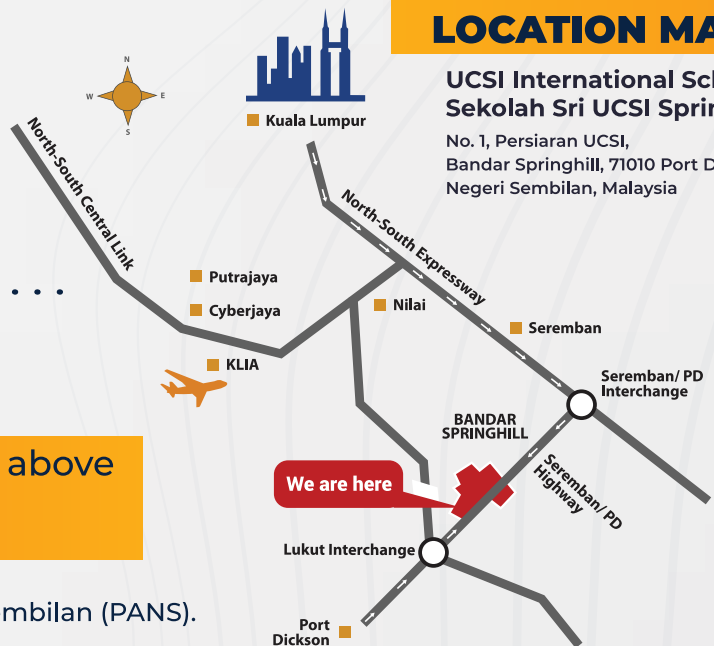 LOCATION MA
UCSI International Sc
Sekolah Sri UCSI Sprin
No. 1, Persiaran UCSI,
Bandar Springhill, 71010 Port D
Negeri Sembilan, Malaysia
N
W
E
S
Kuala Lumpur
North-South Central Link
North-South Expressway
. . .
Putrajaya
Cyberjaya
Nilai
Seremban
KLIA
Seremban/ PD
Interchange
BANDAR
SPRINGHILL
above
We are here
Seremban/ PD
Highway
Lukut Interchange
mbilan (PANS).
Port
Dickson